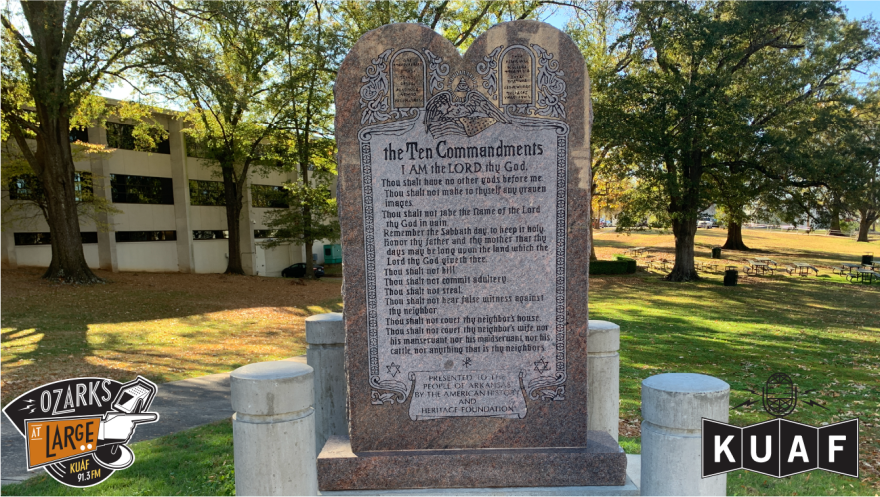 the Ten Commandments
I AM the LORD thy God.
Thou shalt have no other gods before me.
Thou shalt not make to thyself any graven
images.
Thou shalt not take the Name of the Lord
thy God in vain.
Remember the Sabbath day, to keep it holy.
Honor thy father and thy mother that thy
days may be long upon the land which the
Lord thy God giveth thee.
Thou shalt not kill.
Thou shalt not commit adultery.
Thou shalt not steal.
Thou shalt not bear false witness against
thy neighbor.
Thou shalt not covet thy neighbor's house.
Thou shalt not covet thy neighbor's wife nor
his manservant nor his maidservant, nor his
cattle nor anything that is thy neighbors.
PRESENTED TO THE
PEOPLE OF ARKANSAS
BY THE AMERICAN HISTORY
AND
HERITAGE FOUNDATION
OZARKS
AT LARGE
KUAF
91.3 FM
KUAF